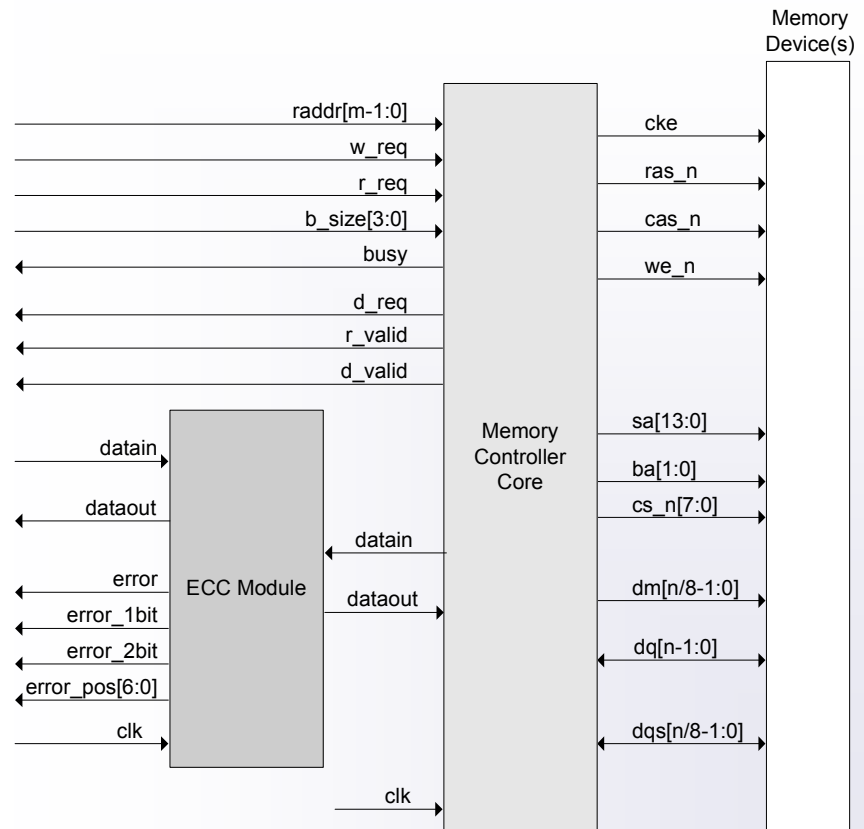 Memory
Device(s)
raddr[m-1:0]
w_req
r_req
b_size[3:0]
busy
d_req
r_valid
d_valid
cke
ras_n
cas_n
we_n
Memory
Controller
Core
sa[13:0]
ba[1:0]
cs_n[7:0]
dm[n/8-1:0]
dq[n-1:0]
dqs[n/8-1:0]
datain
dataout
error
error_1bit
error_2bit
error_pos[6:0]
clk
ECC Module
datain
dataout
clk